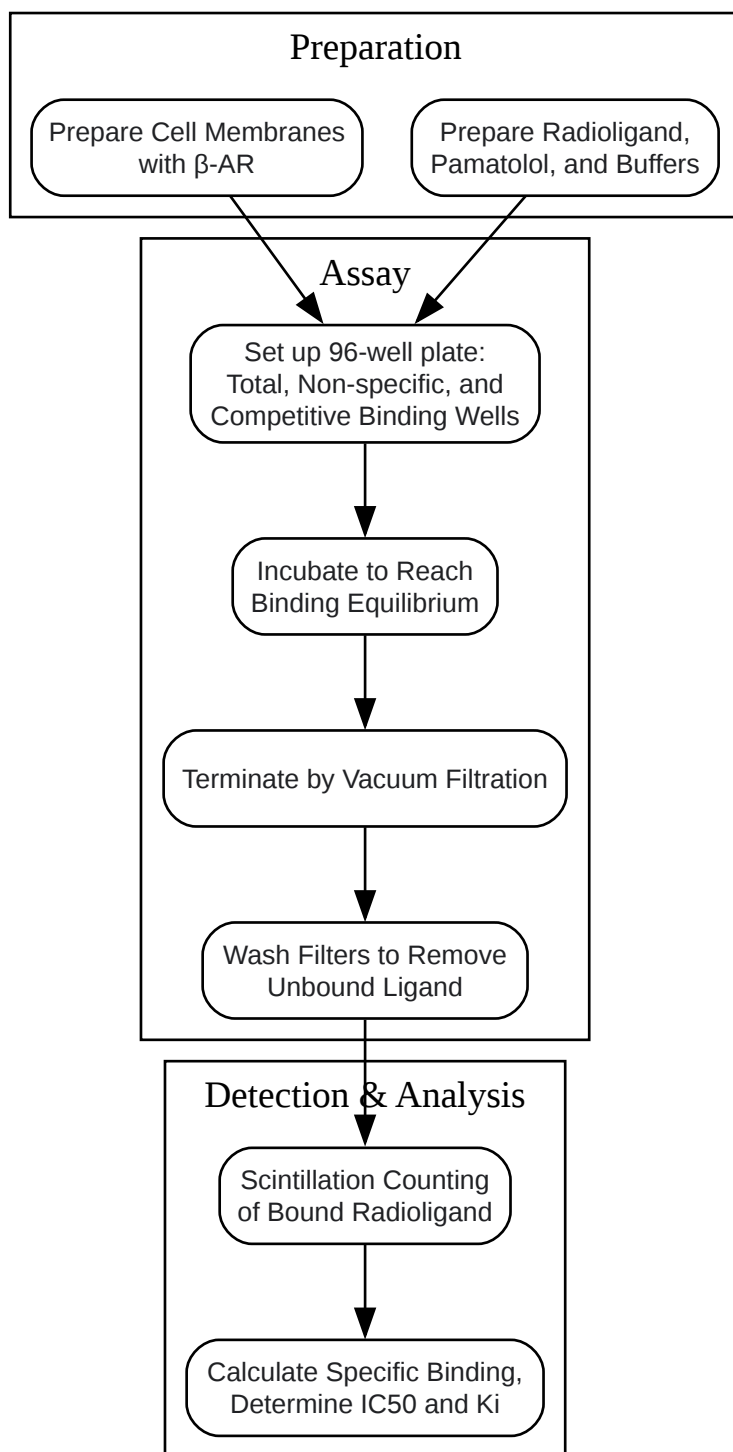 Preparation
Prepare Cell Membranes
with β-AR
Prepare Radioligand,
Pamatolol, and Buffers
Assay
Set up 96-well plate:
Total, Non-specific, and
Competitive Binding Wells
Incubate to Reach
Binding Equilibrium
Terminate by Vacuum Filtration
Wash Filters to Remove
Unbound Ligand
Detection & Analysis
Scintillation Counting
of Bound Radioligand
Calculate Specific Binding,
Determine IC50 and Ki